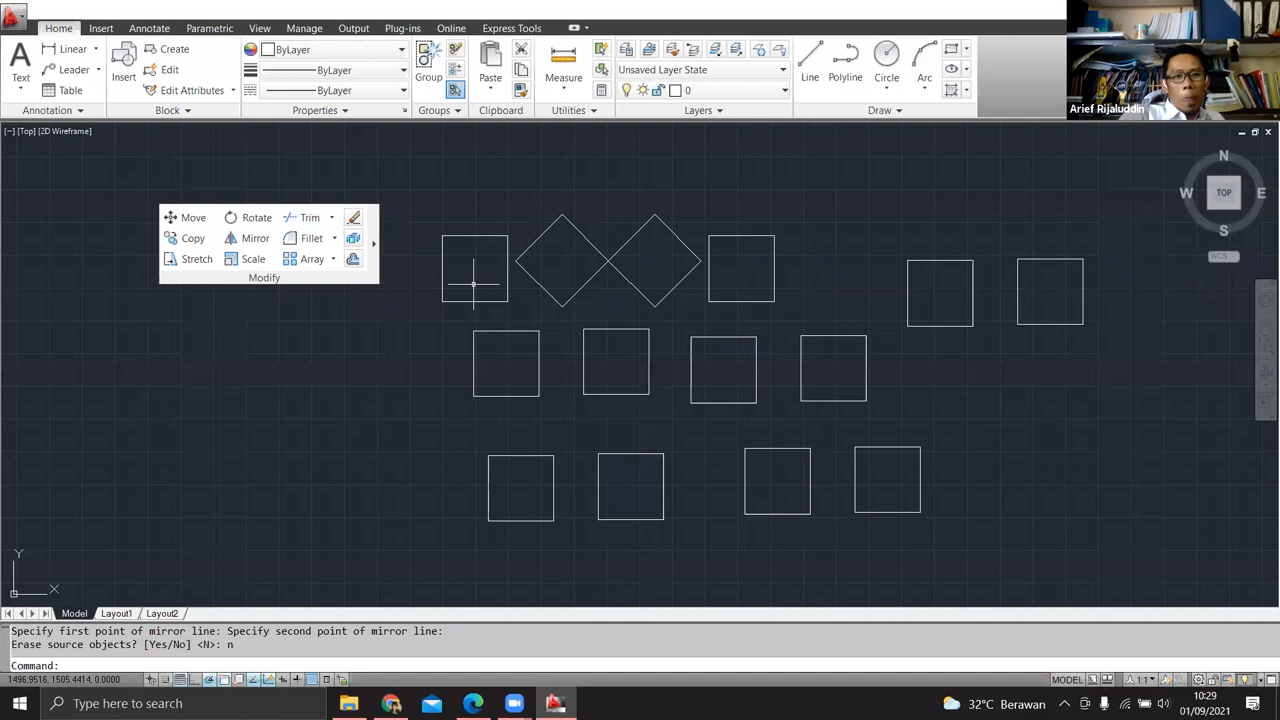 Home Insert Annotate Parametric View Manage Output Plug-ins Online Express Tools
Text
Linear
Leader
Table
Annotation
Insert
Create
Edit
Edit Attributes
Block
ByLayer
ByLayer
ByLayer
Properties
Group
Groups
Paste
Clipboard
Measure
Utilities
Unsaved Layer State
0
Layers
Line
Polyline
Circle
Arc
Draw
Arief Rijaluddin
[−] [Top] [2D Wireframe]
N
W TOP E
S
WCS
Move Rotate Trim
Copy Mirror Fillet
Stretch Scale Array
Modify
Y
X
Model Layout1 Layout2
Specify first point of mirror line: Specify second point of mirror line:
Erase source objects? [Yes/No] <N>: n
Command:
1496.9516, 1505.4414, 0.0000
MODEL
1:1
Type here to search
32°C Berawan
10:29
01/09/2021